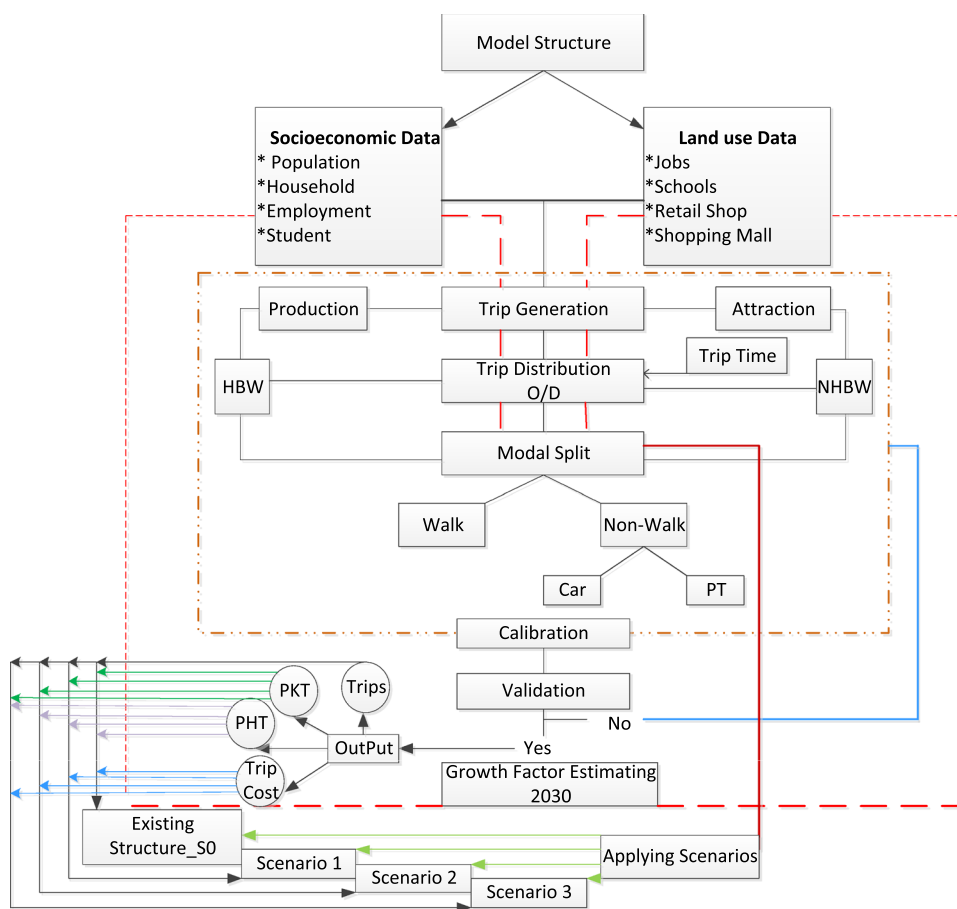 Model Structure
Socioeconomic Data
* Population
*Household
*Employment
*Student
Land use Data
*Jobs
*Schools
*Retail Shop
*Shopping Mall
Production
Trip Generation
Attraction
Trip Time
HBW
Trip Distribution
O/D
NHBW
Modal Split
Walk
Non-Walk
Car
PT
Calibration
Validation
No
Yes
OutPut
Trips
PKT
PHT
Trip
Cost
Growth Factor Estimating
2030
Existing
Structure_S0
Scenario 1
Scenario 2
Scenario 3
Applying Scenarios